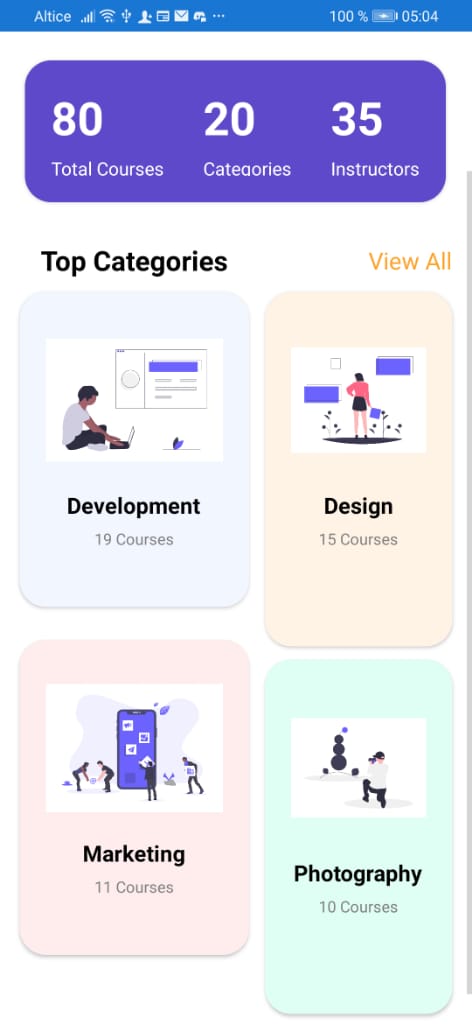 Altice 100 % 05:04
80 20 35
Total Courses Categories Instructors
Top Categories View All
Development Design
19 Courses 15 Courses
Marketing
11 Courses
Photography
10 Courses